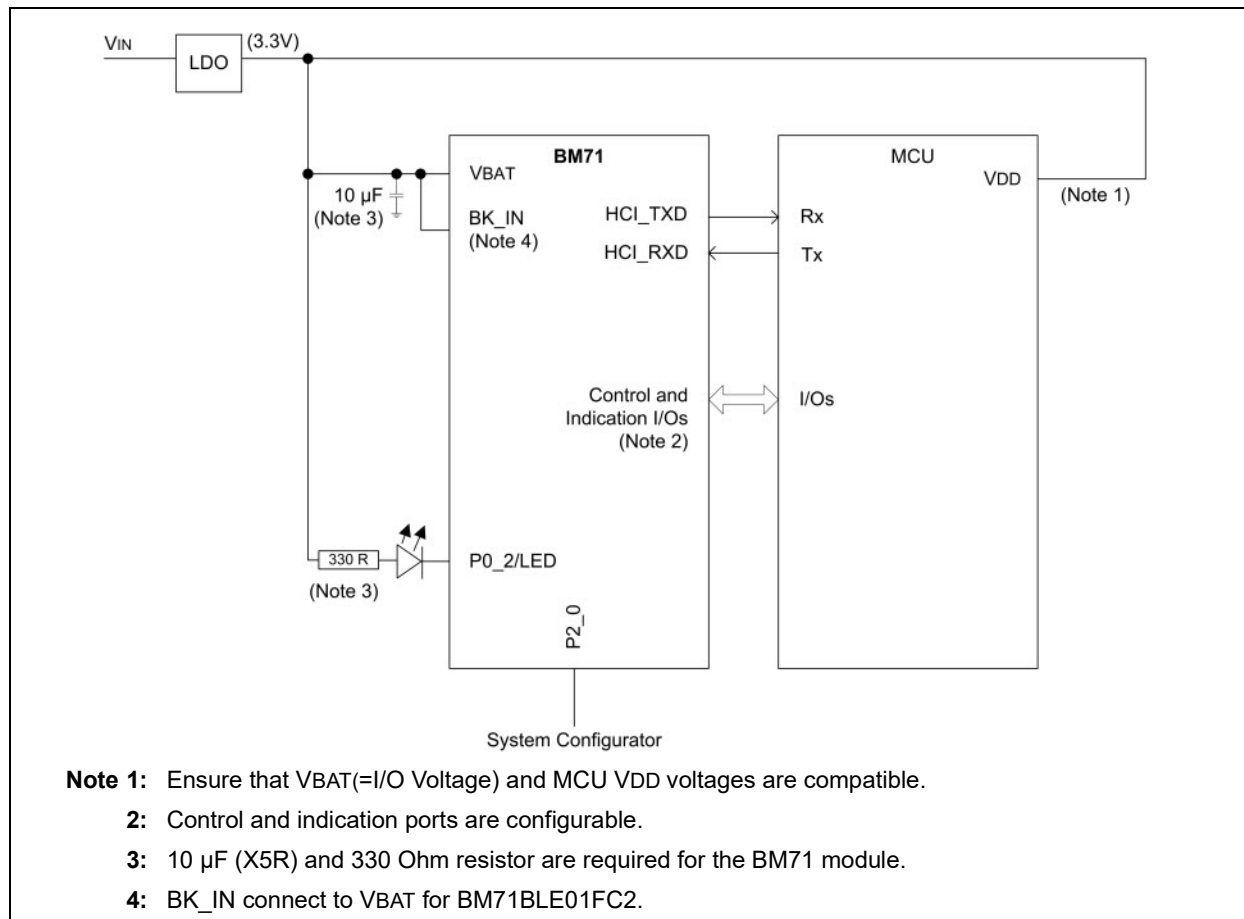 VIN
LDO
(3.3V)
BM71
MCU
VBAT
VDD
10 µF
(Note 3)
(Note 1)
BK_IN
(Note 4)
HCI_TXD
Rx
HCI_RXD
Tx
Control and
Indication I/Os
(Note 2)
I/Os
330 R
(Note 3)
P0_2/LED
P2_0
System Configurator
Note 1: Ensure that VBAT(=I/O Voltage) and MCU VDD voltages are compatible.
2: Control and indication ports are configurable.
3: 10 µF (X5R) and 330 Ohm resistor are required for the BM71 module.
4: BK_IN connect to VBAT for BM71BLE01FC2.